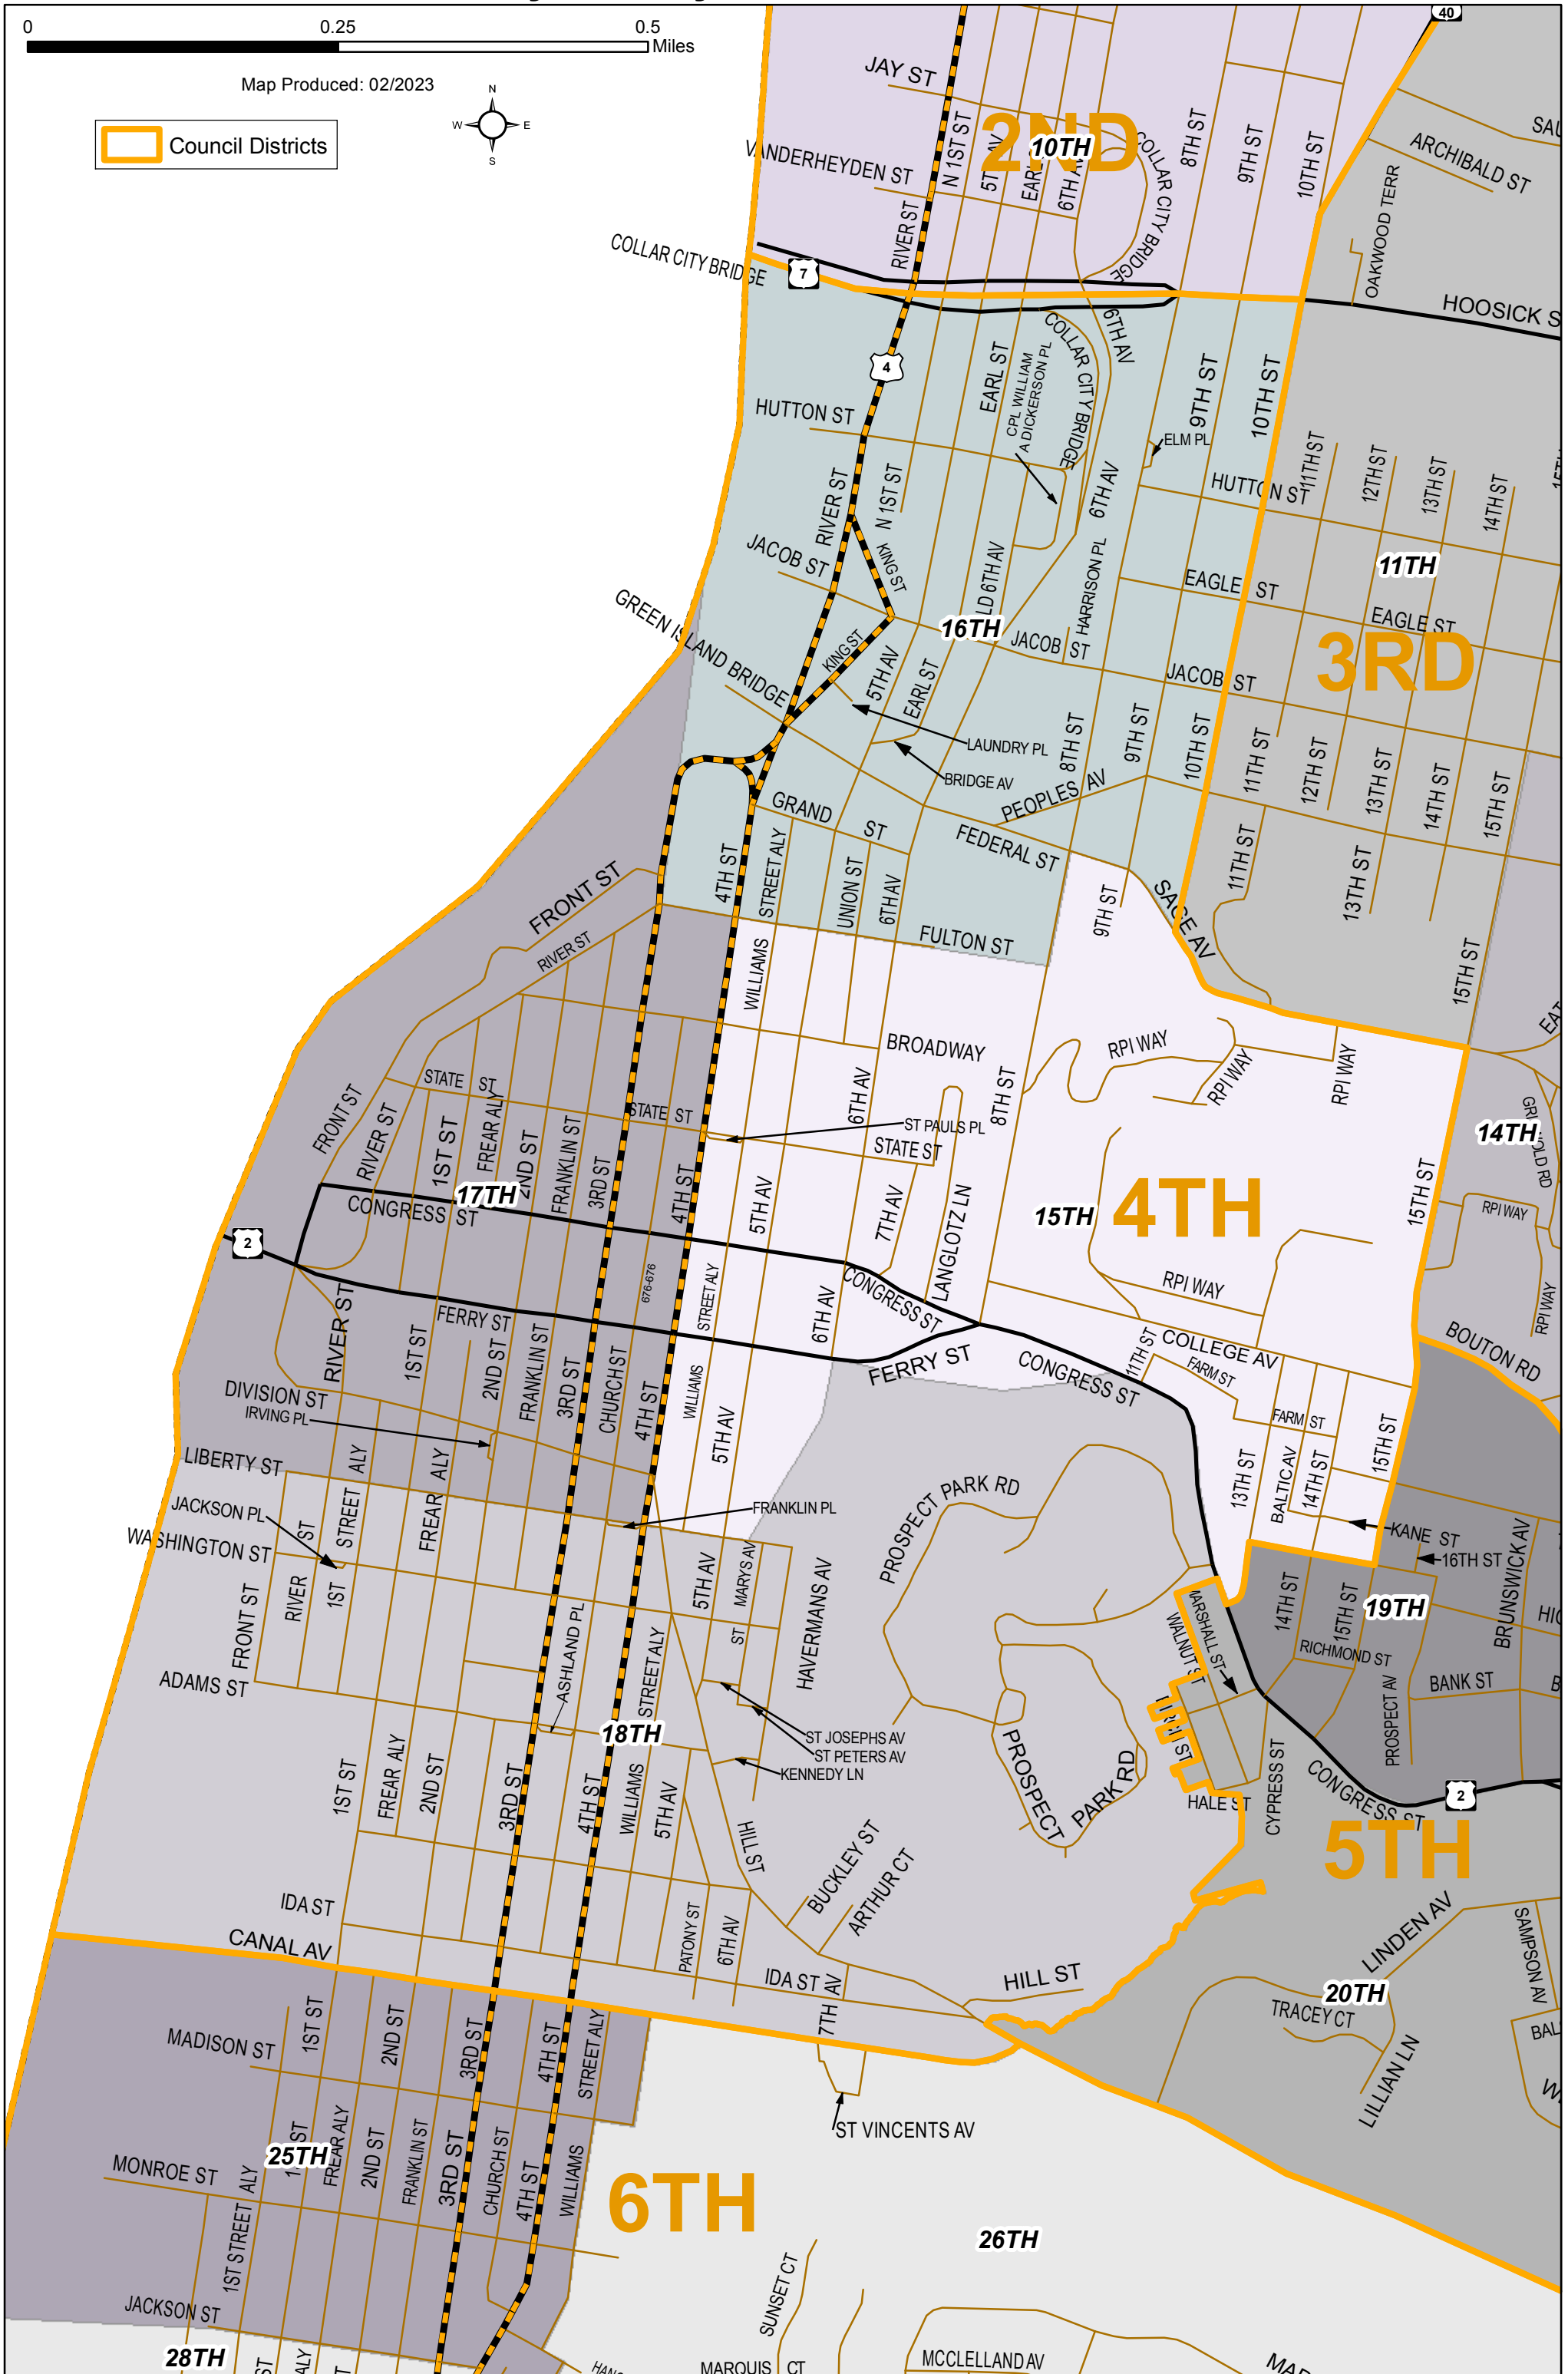 0
0.25
0.5
Miles
Map Produced: 02/2023
N
W
E
S
Council Districts
40
JAY ST
2ND
10TH
N 1ST ST
6TH AV
COLLAR CITY BRIDGE
8TH ST
9TH ST
10TH ST
ARCHIBALD ST
VANDERHEYDEN ST
OAKWOOD TERR
RIVER ST
COLLAR CITY BRIDGE
7
HOOSICK S
4
EARL ST
CPL WILLIAM
A DICKERSON PL
COLLAR CITY BRIDGE
6TH AV
9TH ST
10TH ST
HUTTON ST
ELM PL
6TH AV
HUTTON ST
11TH ST
12TH ST
13TH ST
14TH ST
RIVER ST
N 1ST ST
KING ST
JACOB ST
11TH
EAGLE ST
EAGLE ST
GREEN ISLAND BRIDGE
LD 6TH AV
HARRISON PL
16TH
JACOB ST
3RD
KING ST
5TH AV
EARL ST
JACOB ST
LAUNDRY PL
BRIDGE AV
8TH ST
9TH ST
10TH ST
11TH ST
12TH ST
13TH ST
14TH ST
15TH ST
PEOPLES AV
GRAND ST
FEDERAL ST
4TH ST
STREET ALY
UNION ST
6TH AV
FRONT ST
RIVER ST
9TH ST
SAGE AV
11TH ST
13TH ST
FULTON ST
WILLIAMS
15TH ST
BROADWAY
RPI WAY
RPI WAY
RPI WAY
STATE ST
FRONT ST
RIVER ST
1ST ST
FREAR ALY
2ND ST
FRANKLIN ST
3RD ST
STATE ST
4TH ST
6TH AV
8TH ST
ST PAULS PL
STATE ST
14TH
17TH
CONGRESS ST
5TH AV
7TH AV
LANGLOTZ LN
15TH
4TH
15TH ST
RPI WAY
2
676-676
STREET ALY
CONGRESS ST
RPI WAY
RPI WAY
RIVER ST
FERRY ST
6TH AV
FERRY ST
CONGRESS ST
11TH ST
COLLEGE AV
FARM ST
BOUTON RD
1ST ST
2ND ST
FRANKLIN ST
3RD ST
CHURCH ST
4TH ST
WILLIAMS
5TH AV
DIVISION ST
IRVING PL
FARM ST
LIBERTY ST
STREET ALY
FREAR ALY
JACKSON PL
FRANKLIN PL
PROSPECT PARK RD
13TH ST
BALTIC AV
14TH ST
15TH ST
KANE ST
16TH ST
WASHINGTON ST
FRONT ST
RIVER ST
1ST
5TH AV
MARYS AV
ST
HAVERMANS AV
MARSHALL ST
WALNUT ST
14TH ST
15TH ST
19TH
BRUNSWICK AV
RICHMOND ST
ADAMS ST
ASHLAND PL
STREET ALY
BANK ST
PROSPECT AV
18TH
ST JOSEPHS AV
ST PETERS AV
KENNEDY LN
PROSPECT PARK RD
1ST ST
FREAR ALY
2ND ST
3RD ST
4TH ST
WILLIAMS
5TH AV
HALE ST
CYPRESS ST
CONGRESS ST
2
5TH
HILL ST
BUCKLEY ST
ARTHUR CT
IDA ST
CANAL AV
PATONY ST
6TH AV
LINDEN AV
SAMPSON AV
IDA ST
7TH AV
HILL ST
20TH
TRACEY CT
LILLIAN LN
MADISON ST
1ST ST
2ND ST
3RD ST
4TH ST
STREET ALY
ST VINCENTS AV
25TH
FREAR ALY
2ND ST
FRANKLIN ST
3RD ST
CHURCH ST
4TH ST
WILLIAMS
MONROE ST
1ST STREET ALY
6TH
26TH
SUNSET CT
JACKSON ST
28TH
MARQUIS CT
MCCLELLAND AV